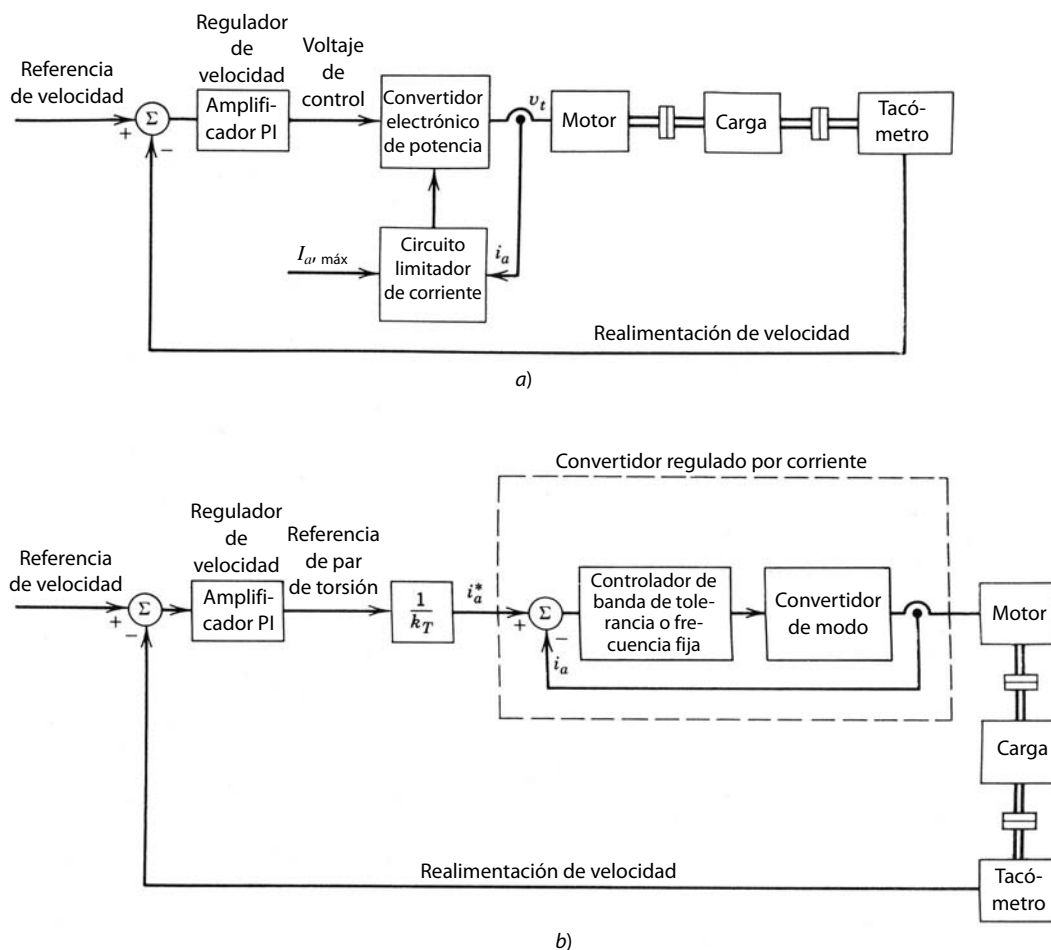 Regulador
de
velocidad
Voltaje
de
control
Referencia
de velocidad
+
Σ
−
Amplifi-
cador PI
Convertidor
electrónico
de potencia
v_t
Motor
Carga
Tacó-
metro
I_a, máx
Circuito
limitador
de corriente
i_a
Realimentación de velocidad
a)
Convertidor regulado por corriente
Regulador
de
velocidad
Referencia
de par
de torsión
Referencia
de velocidad
+
Σ
−
Amplifi-
cador PI
1
k_T
i_a^*
+
Σ
−
i_a
Controlador de
banda de tole-
rancia o fre-
cuencia fija
Convertidor
de modo
Motor
Carga
Tacó-
metro
Realimentación de velocidad
b)